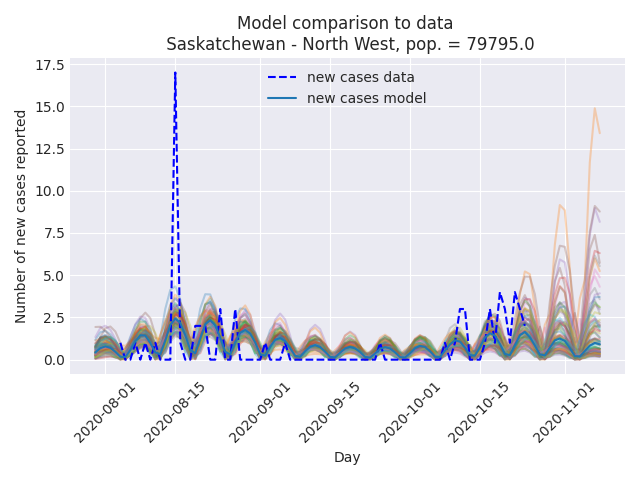 Model comparison to data
Saskatchewan - North West, pop. = 79795.0
new cases data
new cases model
Number of new cases reported
17.5
15.0
12.5
10.0
7.5
5.0
2.5
0.0
2020-08-01
2020-08-15
2020-09-01
2020-09-15
2020-10-01
2020-10-15
2020-11-01
Day